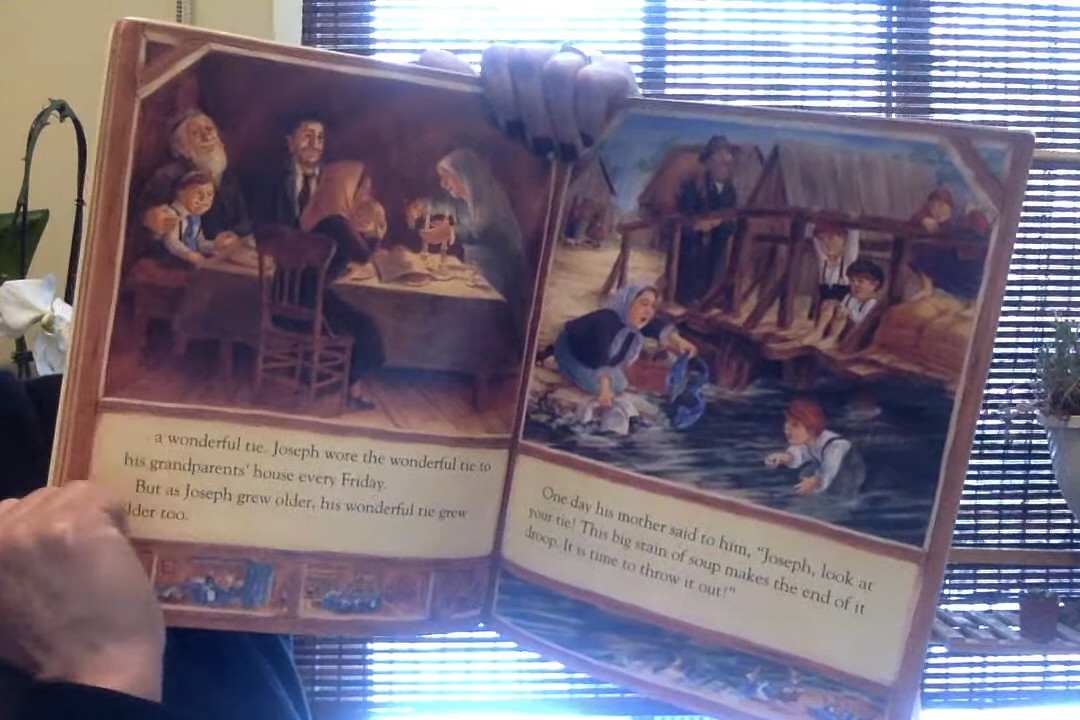 a wonderful tie. Joseph wore the wonderful tie to
his grandparents' house every Friday.
But as Joseph grew older, his wonderful tie grew
lder too.
One day his mother said to him, "Joseph, look at
your tie! This big stain of soup makes the end of it
droop. It is time to throw it out!"